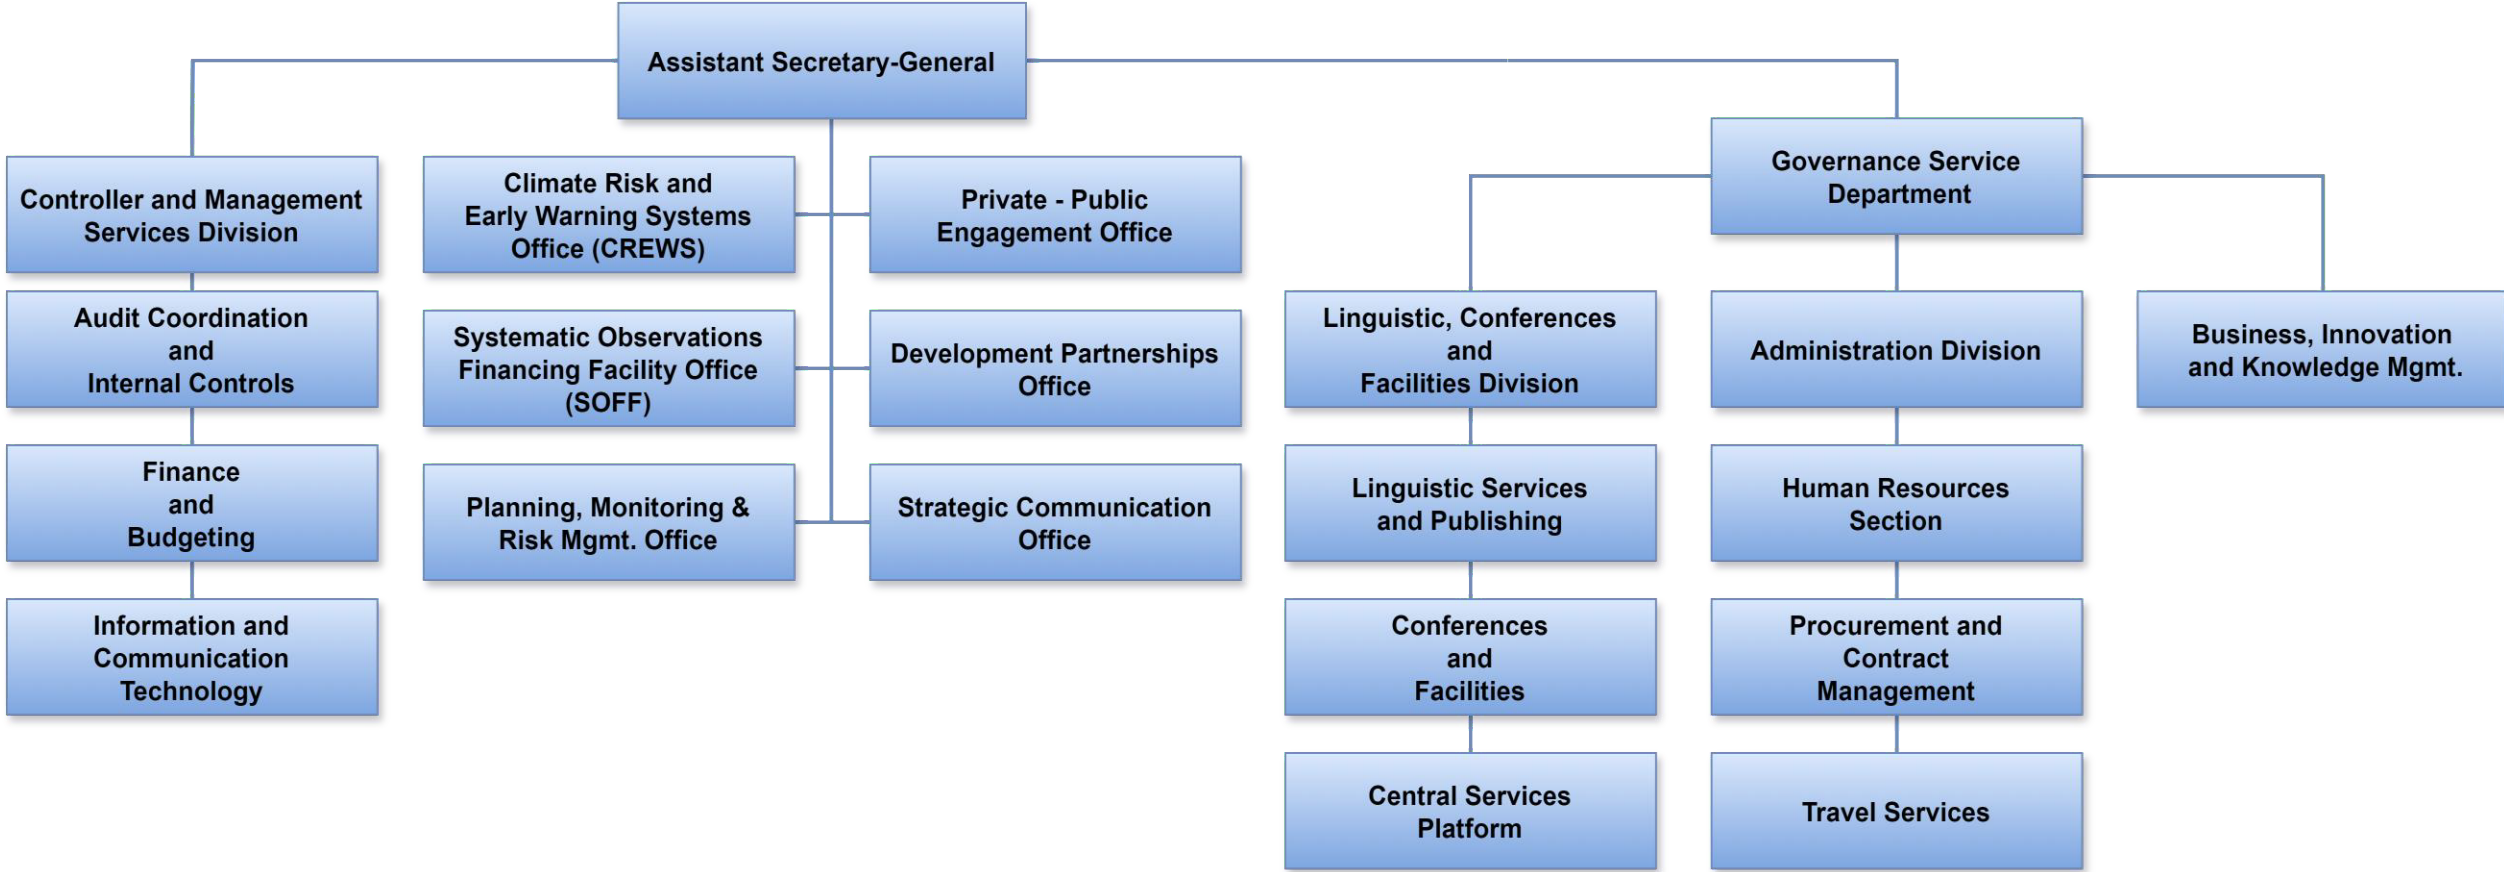 Assistant Secretary-General
Controller and Management
Services Division
Audit Coordination
and
Internal Controls
Finance
and
Budgeting
Information and
Communication
Technology
Climate Risk and
Early Warning Systems
Office (CREWS)
Private - Public
Engagement Office
Systematic Observations
Financing Facility Office
(SOFF)
Development Partnerships
Office
Planning, Monitoring &
Risk Mgmt. Office
Strategic Communication
Office
Governance Service
Department
Linguistic, Conferences
and
Facilities Division
Linguistic Services
and Publishing
Conferences
and
Facilities
Central Services
Platform
Administration Division
Human Resources
Section
Procurement and
Contract
Management
Travel Services
Business, Innovation
and Knowledge Mgmt.